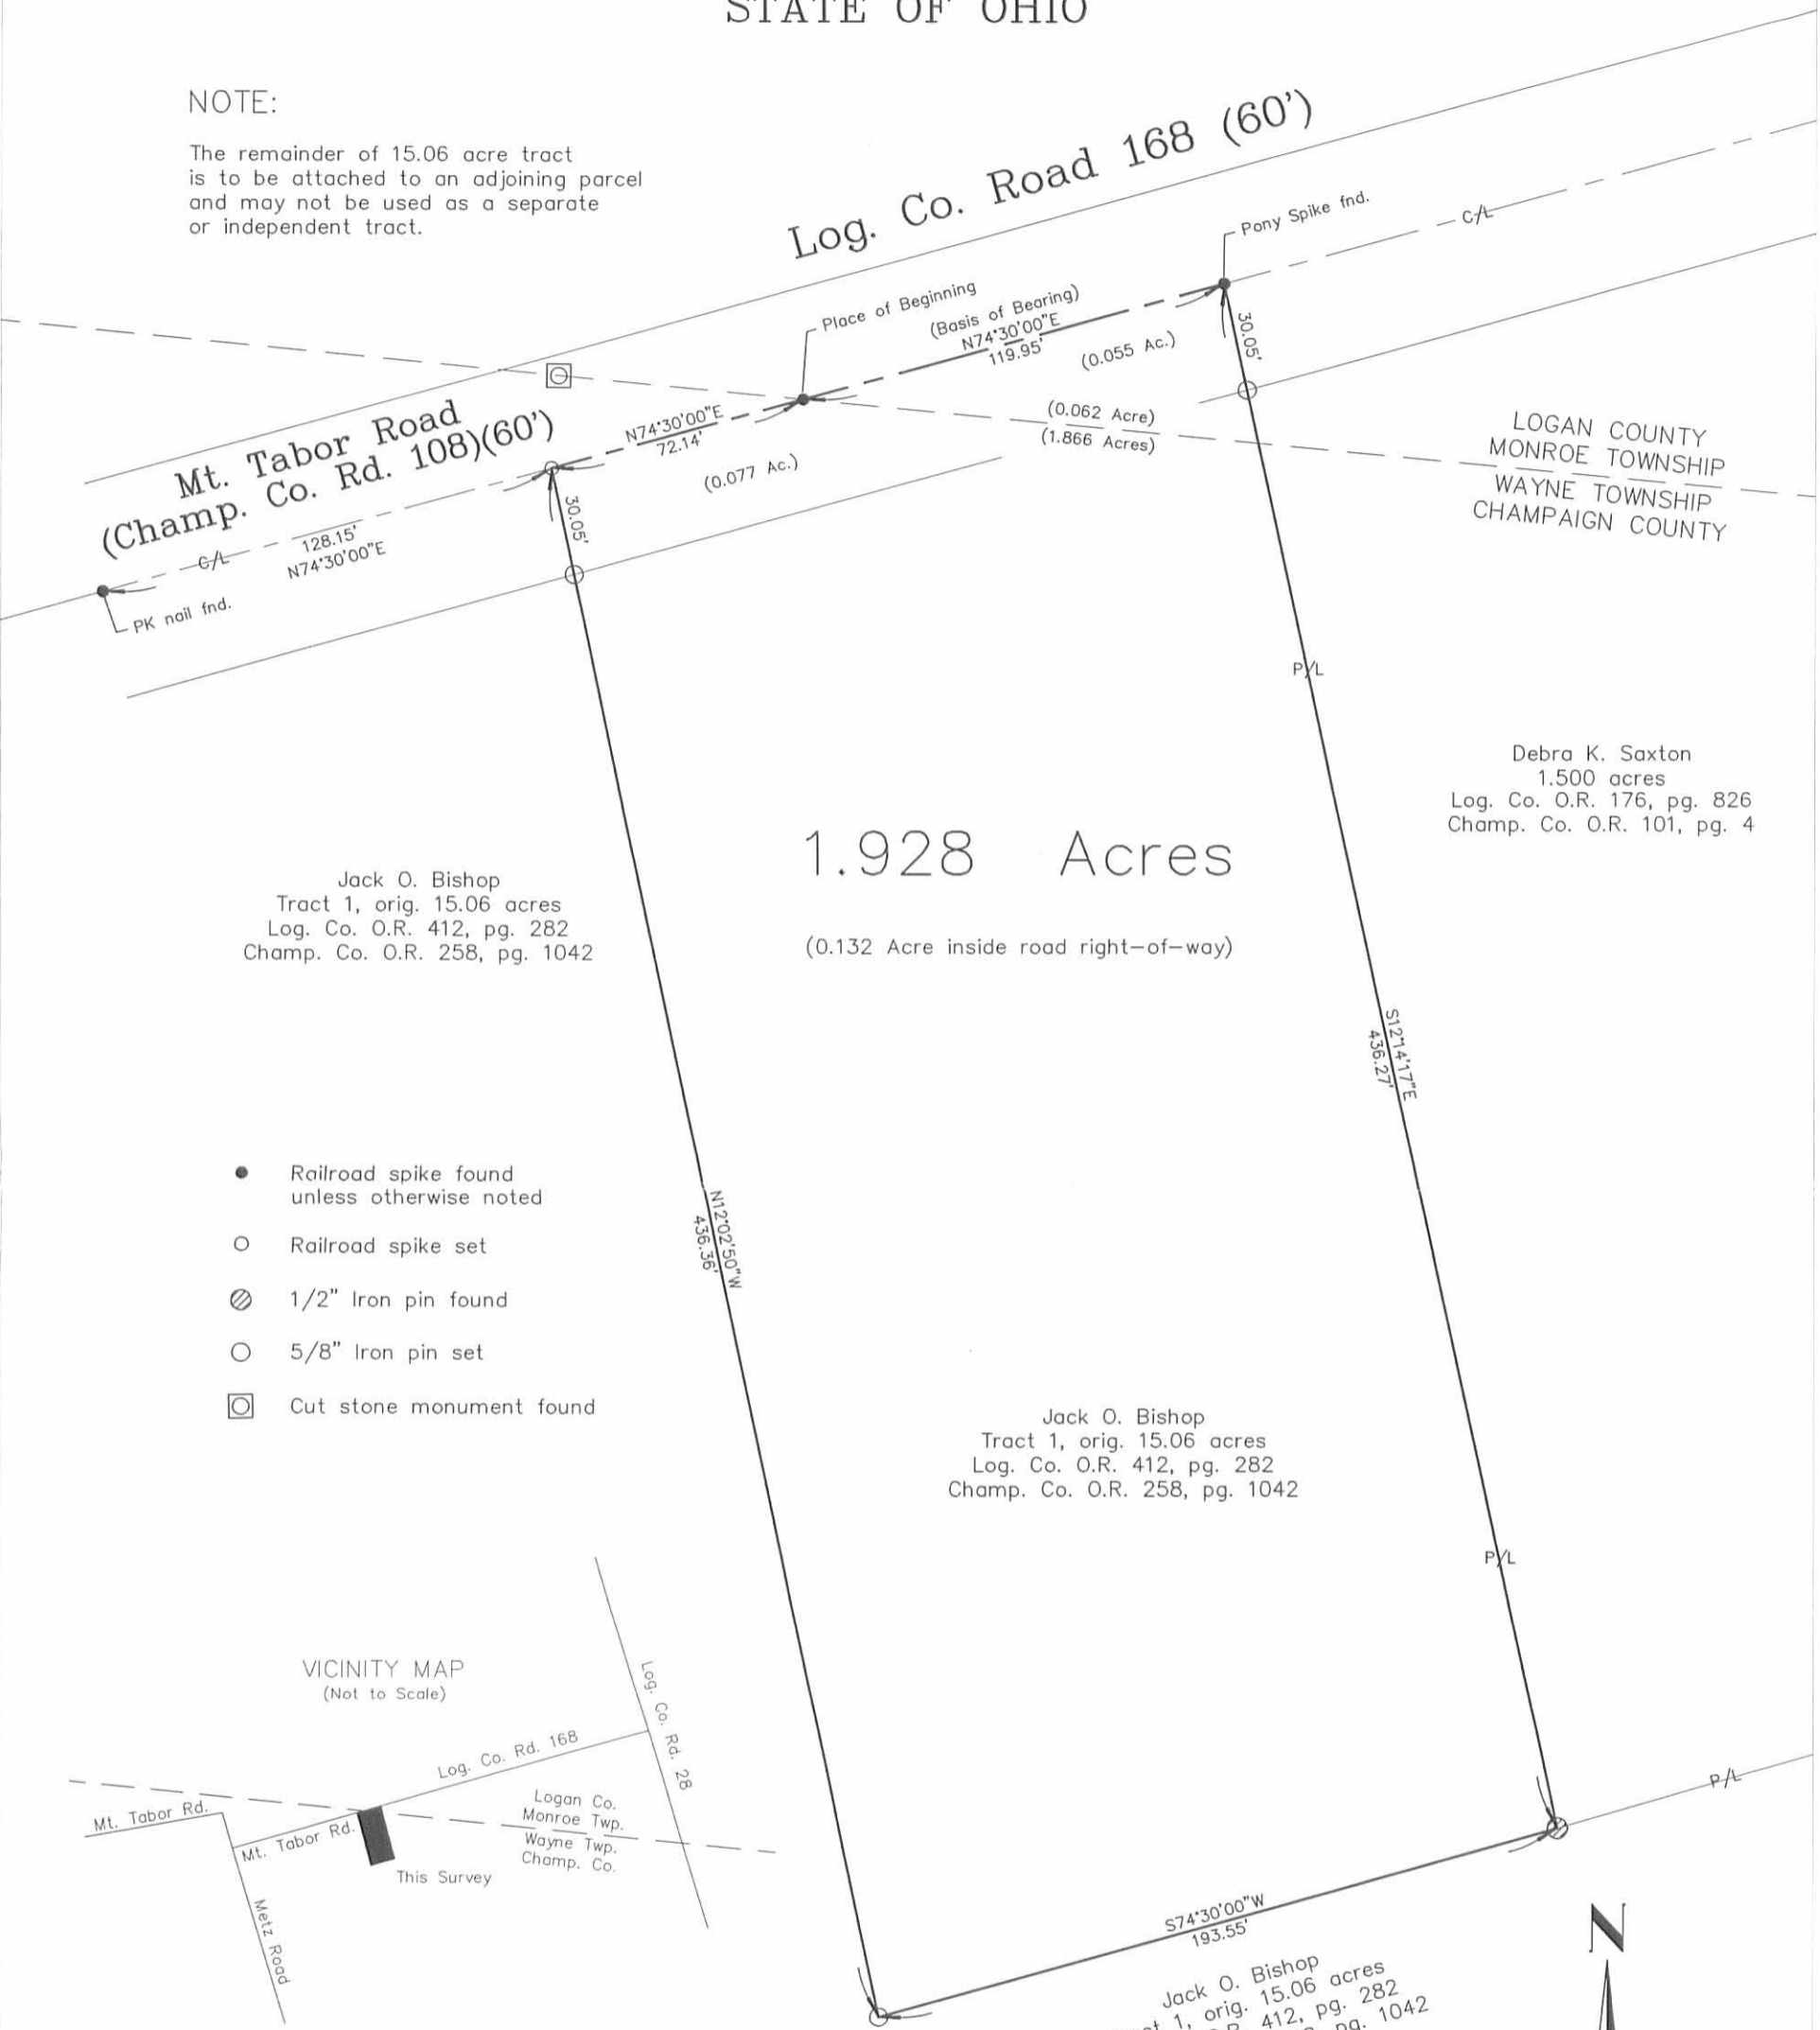 STATE OF OHIO
NOTE:
The remainder of 15.06 acre tract
is to be attached to an adjoining parcel
and may not be used as a separate
or independent tract.
Log. Co. Road 168 (60')
Pony Spike fnd.
C/L
Place of Beginning
(Basis of Bearing)
N74°30'00"E
119.95'
(0.055 Ac.)
30.05'
Mt. Tabor Road
(Champ. Co. Rd. 108)(60')
N74°30'00"E
72.14'
(0.077 Ac.)
(0.062 Acre)
(1.866 Acres)
LOGAN COUNTY
MONROE TOWNSHIP
WAYNE TOWNSHIP
CHAMPAIGN COUNTY
30.05'
C/L
128.15'
N74°30'00"E
PK nail fnd.
P/L
Debra K. Saxton
1.500 acres
Log. Co. O.R. 176, pg. 826
Champ. Co. O.R. 101, pg. 4
1.928 Acres
(0.132 Acre inside road right-of-way)
Jack O. Bishop
Tract 1, orig. 15.06 acres
Log. Co. O.R. 412, pg. 282
Champ. Co. O.R. 258, pg. 1042
S12°14'17"E
436.27'
Railroad spike found
unless otherwise noted
Railroad spike set
1/2" Iron pin found
5/8" Iron pin set
Cut stone monument found
N12°02'50"W
436.36'
Jack O. Bishop
Tract 1, orig. 15.06 acres
Log. Co. O.R. 412, pg. 282
Champ. Co. O.R. 258, pg. 1042
P/L
VICINITY MAP
(Not to Scale)
Log. Co. Rd. 28
Log. Co. Rd. 168
Mt. Tabor Rd.
Mt. Tabor Rd.
Logan Co.
Monroe Twp.
Wayne Twp.
Champ. Co.
This Survey
Metz Road
P/L
S74°30'00"W
193.55'
N
Jack O. Bishop
1, orig. 15.06 acres
412, pg. 282
pg. 1042